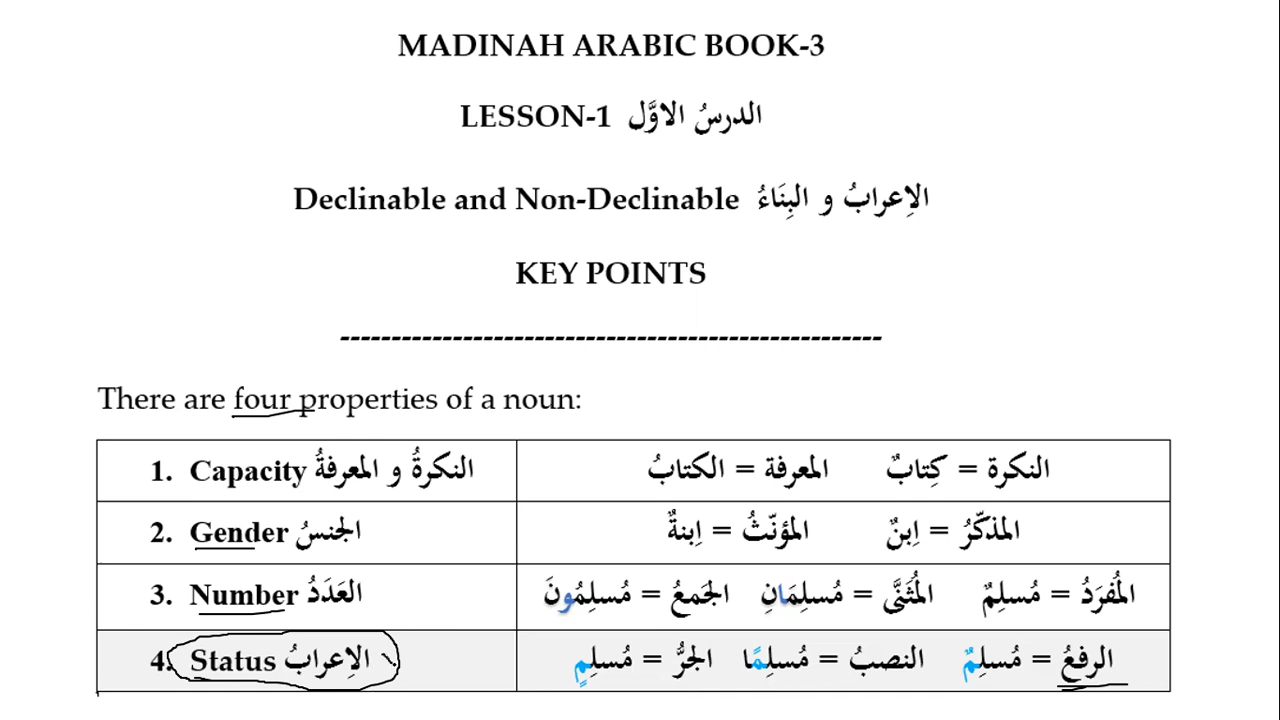 MADINAH ARABIC BOOK-3
LESSON-1 الدرسُ الاوَّل
Declinable and Non-Declinable الاِعرابُ و البِنَاءُ
KEY POINTS
------------------------------------------------------
There are four properties of a noun:
1. Capacity النكرةُ و المعرفةُ
النكرة = كِتابٌ المعرفة = الكتابُ
2. Gender الجنسُ
المذكّرُ = اِبنٌ المؤنّثُ = اِبنةٌ
3. Number العَدَدُ
المُفرَدُ = مُسلِمٌ المُثَنَّى = مُسلِمَانِ الجَمعُ = مُسلِمُونَ
4. Status الاِعرابُ
الرفعُ = مُسلِمٌ النصبُ = مُسلِمًا الجرُّ = مُسلِمٍ